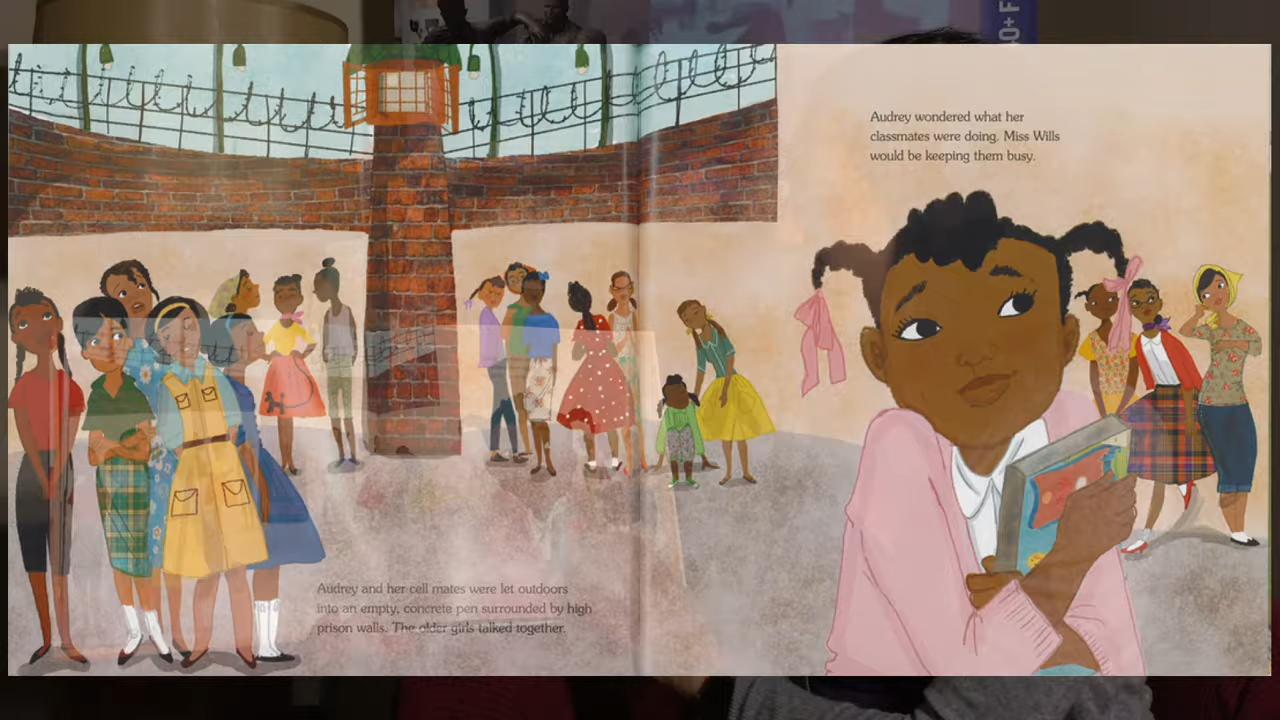 Audrey and her cell mates were let outdoors
into an empty, concrete pen surrounded by high
prison walls. The older girls talked together.
Audrey wondered what her
classmates were doing. Miss Wills
would be keeping them busy.